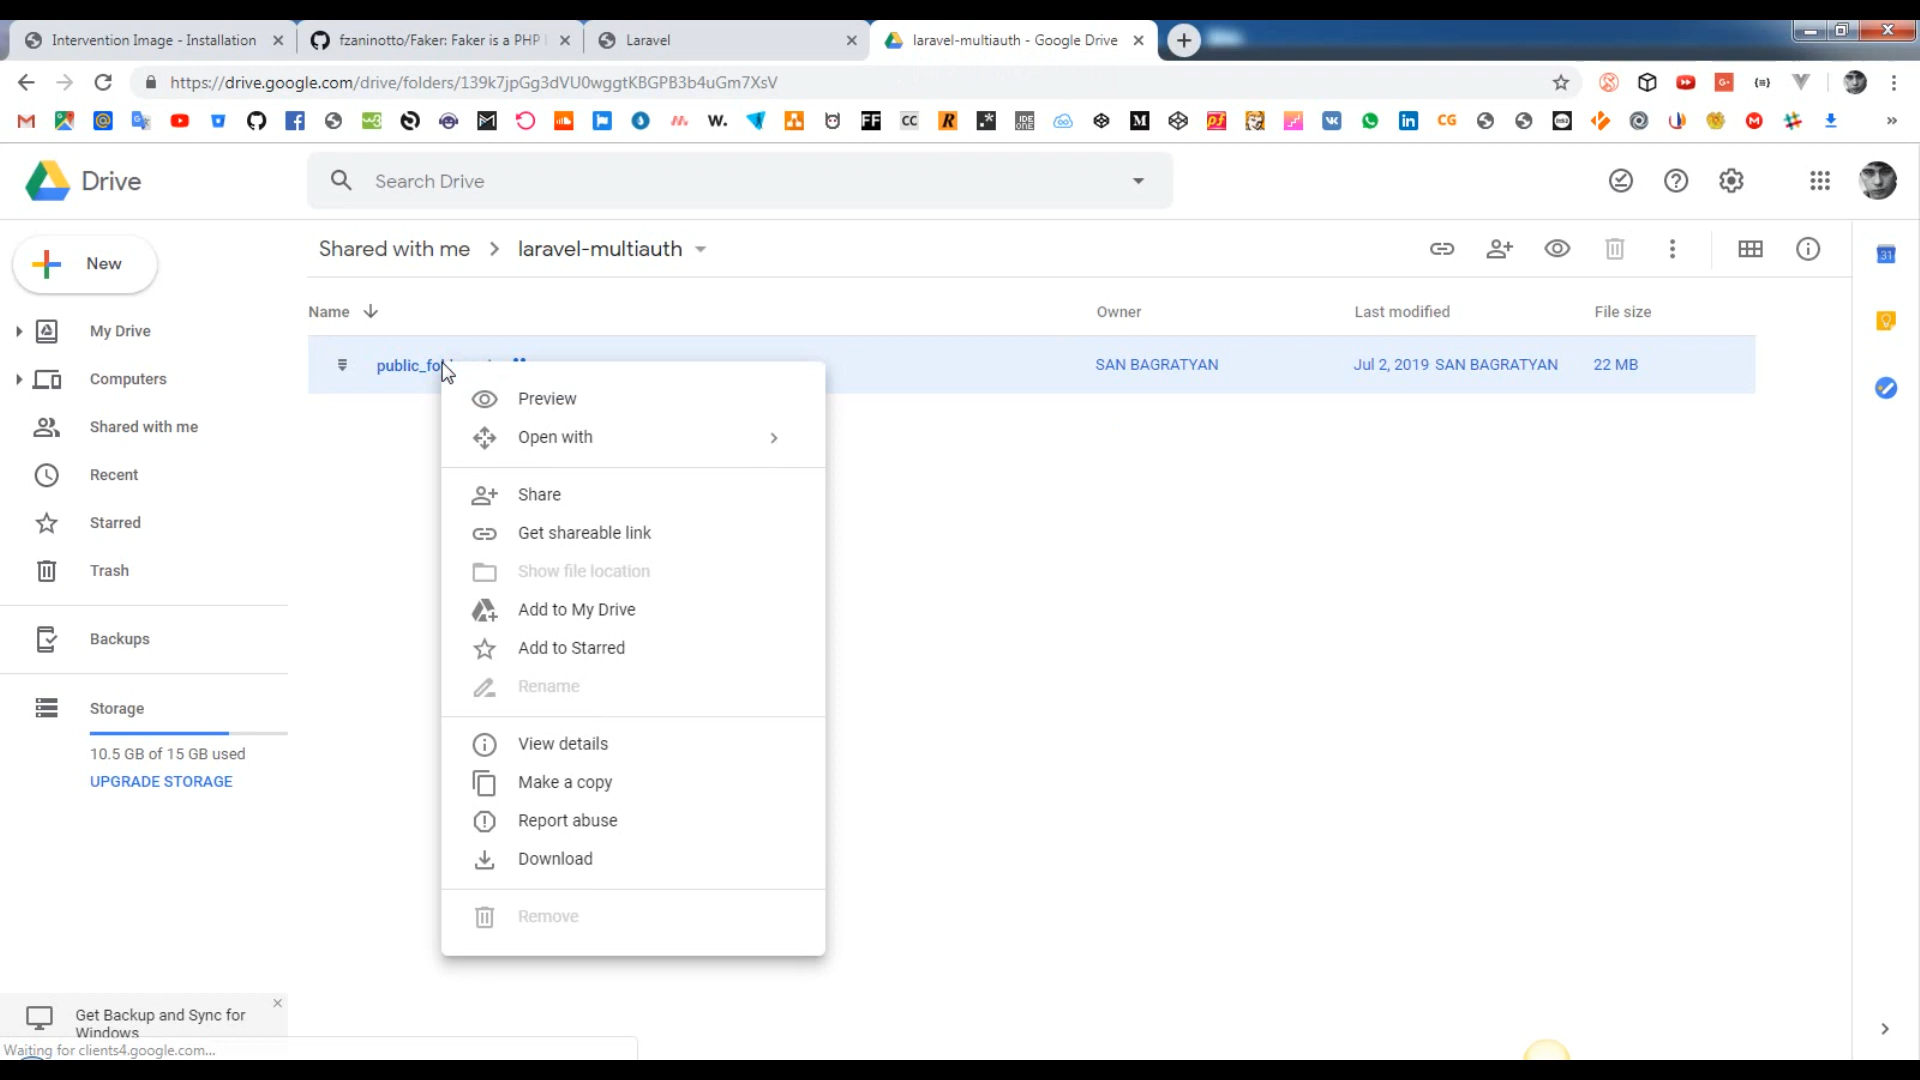 Intervention Image - Installation
fzaninotto/Faker: Faker is a PHP
Laravel
laravel-multiauth - Google Drive
https://drive.google.com/drive/folders/139k7jpGg3dVU0wggtKBGPB3b4uGm7XsV
Drive
Search Drive
New
Shared with me > laravel-multiauth
Name
Owner
Last modified
File size
public_fo
SAN BAGRATYAN
Jul 2, 2019 SAN BAGRATYAN
22 MB
My Drive
Computers
Shared with me
Recent
Starred
Trash
Backups
Storage
10.5 GB of 15 GB used
UPGRADE STORAGE
Preview
Open with
Share
Get shareable link
Show file location
Add to My Drive
Add to Starred
Rename
View details
Make a copy
Report abuse
Download
Remove
Get Backup and Sync for
Windows
Waiting for clients4.google.com...